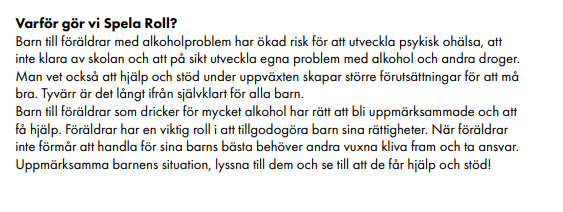 Varför gör vi Spela Roll?
Barn till föräldrar med alkoholproblem har ökad risk för att utveckla psykisk ohälsa, att
inte klara av skolan och att på sikt utveckla egna problem med alkohol och andra droger.
Man vet också att hjälp och stöd under uppväxten skapar större förutsättningar för att må
bra. Tyvärr är det långt ifrån självklart för alla barn.
Barn till föräldrar som dricker för mycket alkohol har rätt att bli uppmärksammade och att
få hjälp. Föräldrar har en viktig roll i att tillgodogöra barn sina rättigheter. När föräldrar
inte förmår att handla för sina barns bästa behöver andra vuxna kliva fram och ta ansvar.
Uppmärksamma barnens situation, lyssna till dem och se till att de får hjälp och stöd!